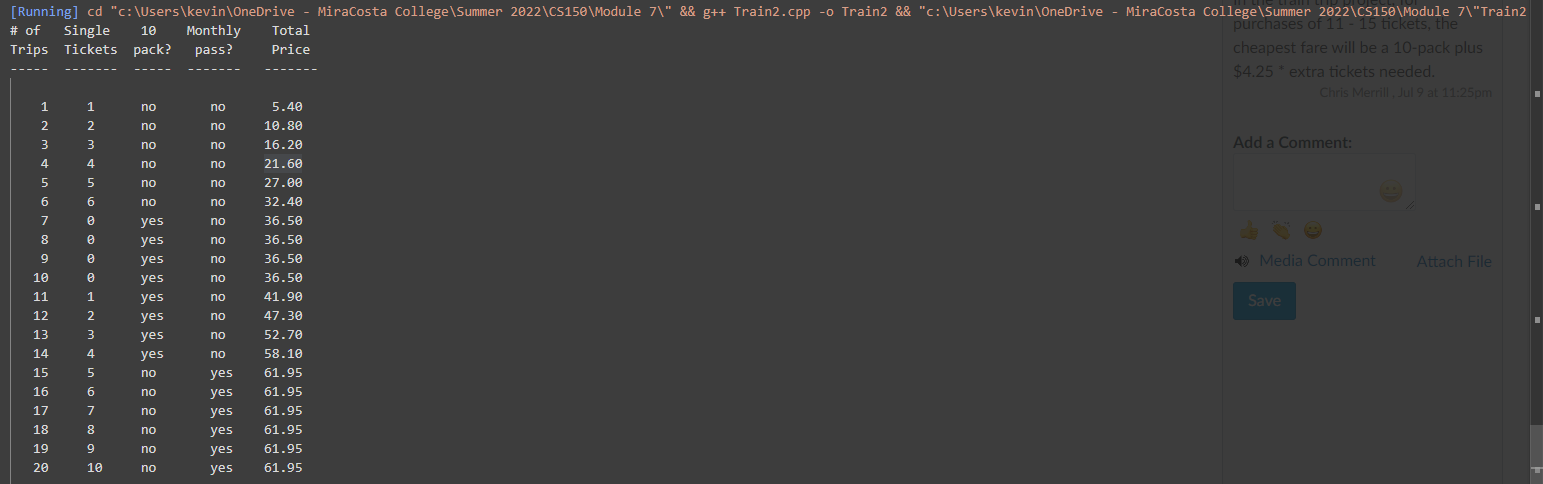 [Running] cd "c:\Users\kevin\OneDrive - MiraCosta College\Summer 2022\CS150\Module 7\" && g++ Train2.cpp -o Train2 && "c:\Users\kevin\OneDrive - MiraCosta College\Summer 2022\CS150\Module 7\"Train2
# of Single 10 Monthly Total
Trips Tickets pack? pass? Price
----- ------- ----- ------- -------
1 1 no no 5.40
2 2 no no 10.80
3 3 no no 16.20
4 4 no no 21.60
5 5 no no 27.00
6 6 no no 32.40
7 0 yes no 36.50
8 0 yes no 36.50
9 0 yes no 36.50
10 0 yes no 36.50
11 1 yes no 41.90
12 2 yes no 47.30
13 3 yes no 52.70
14 4 yes no 58.10
15 5 no yes 61.95
16 6 no yes 61.95
17 7 no yes 61.95
18 8 no yes 61.95
19 9 no yes 61.95
20 10 no yes 61.95
in the train trip project, for
purchases of 11 - 15 tickets, the
cheapest fare will be a 10-pack plus
$4.25 * extra tickets needed.
Chris Merrill, Jul 9 at 11:25pm
Add a Comment:
Media Comment Attach File
Save